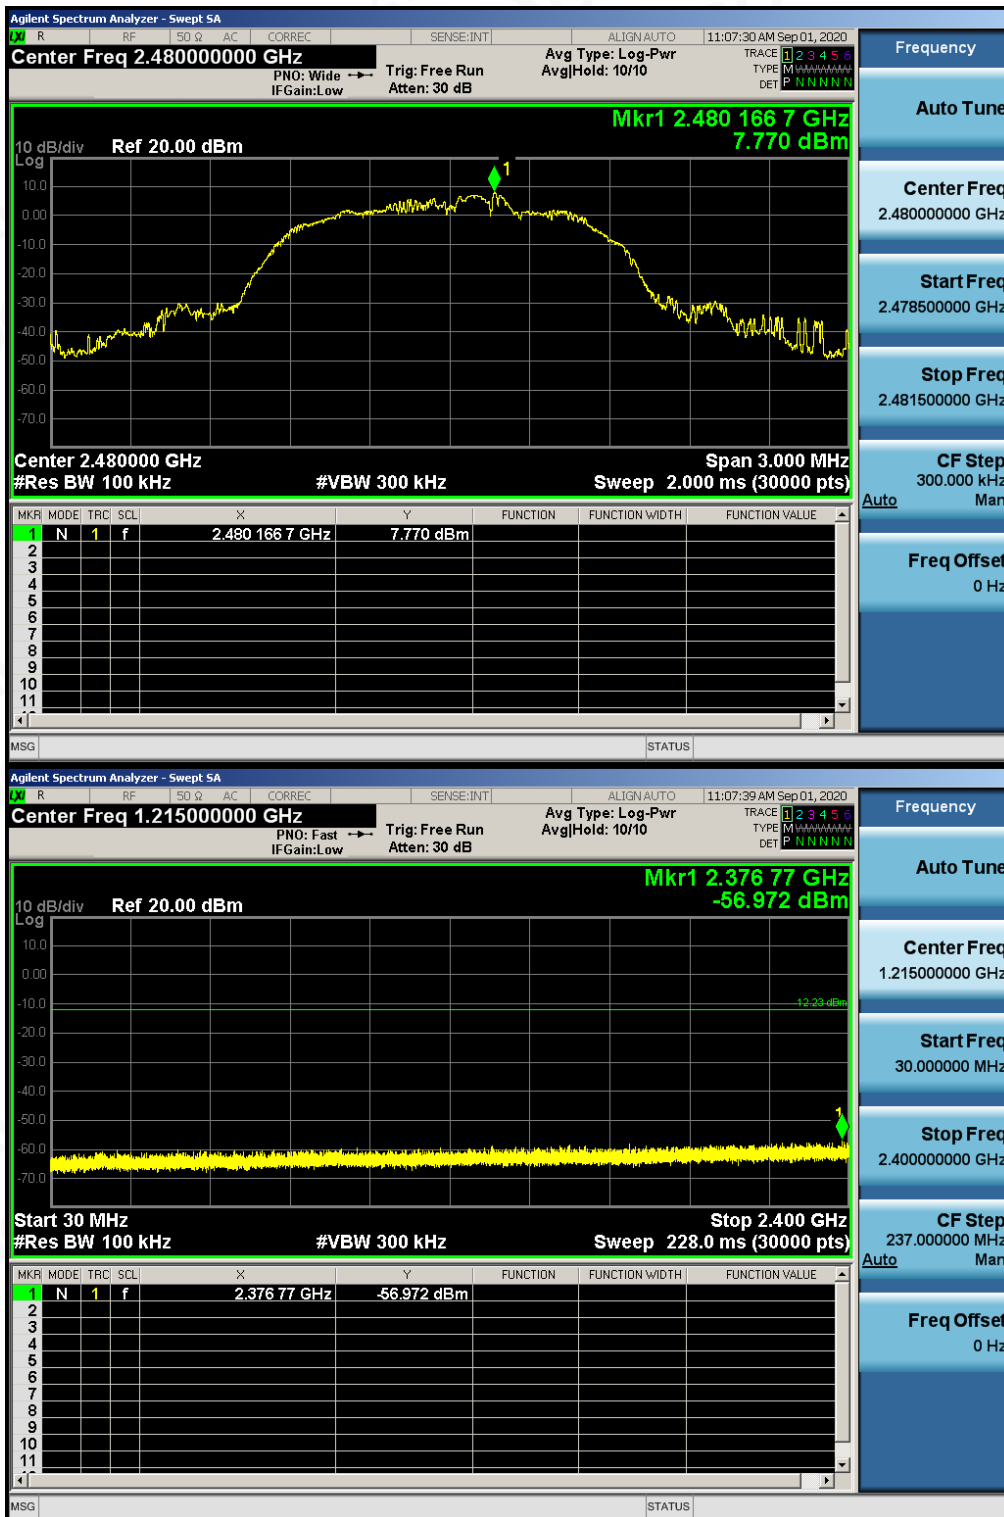 Agilent Spectrum Analyzer - Swept SA
LXI R RF 50 Ω AC CORREC SENSE:INT ALIGN AUTO 11:07:30 AM Sep 01, 2020
Center Freq 2.480000000 GHz
PNO: Wide
IFGain:Low
Trig: Free Run
Atten: 30 dB
Avg Type: Log-Pwr
Avg|Hold: 10/10
TRACE 1 2 3 4 5 6
TYPE M WWWWW
DET P N N N N N
Mkr1 2.480 166 7 GHz
7.770 dBm
10 dB/div Ref 20.00 dBm
Log
1
10.0
0.00
-10.0
-20.0
-30.0
-40.0
-50.0
-60.0
-70.0
Center 2.480000 GHz Span 3.000 MHz
#Res BW 100 kHz #VBW 300 kHz Sweep 2.000 ms (30000 pts)
MKR MODE TRC SCL X Y FUNCTION FUNCTION WIDTH FUNCTION VALUE
1 N 1 f 2.480 166 7 GHz 7.770 dBm
2
3
4
5
6
7
8
9
10
11
MSG STATUS
Frequency
Auto Tune
Center Freq
2.480000000 GHz
Start Freq
2.478500000 GHz
Stop Freq
2.481500000 GHz
CF Step
300.000 kHz
Auto Man
Freq Offset
0 Hz
Agilent Spectrum Analyzer - Swept SA
LXI R RF 50 Ω AC CORREC SENSE:INT ALIGN AUTO 11:07:39 AM Sep 01, 2020
Center Freq 1.215000000 GHz
PNO: Fast
IFGain:Low
Trig: Free Run
Atten: 30 dB
Avg Type: Log-Pwr
Avg|Hold: 10/10
TRACE 1 2 3 4 5 6
TYPE M WWWWW
DET P N N N N N
Mkr1 2.376 77 GHz
-56.972 dBm
10 dB/div Ref 20.00 dBm
Log
10.0
0.00
-10.0
-12.23 dBm
-20.0
-30.0
-40.0
-50.0
1
-60.0
-70.0
Start 30 MHz Stop 2.400 GHz
#Res BW 100 kHz #VBW 300 kHz Sweep 228.0 ms (30000 pts)
MKR MODE TRC SCL X Y FUNCTION FUNCTION WIDTH FUNCTION VALUE
1 N 1 f 2.376 77 GHz -56.972 dBm
2
3
4
5
6
7
8
9
10
11
MSG STATUS
Frequency
Auto Tune
Center Freq
1.215000000 GHz
Start Freq
30.000000 MHz
Stop Freq
2.400000000 GHz
CF Step
237.000000 MHz
Auto Man
Freq Offset
0 Hz